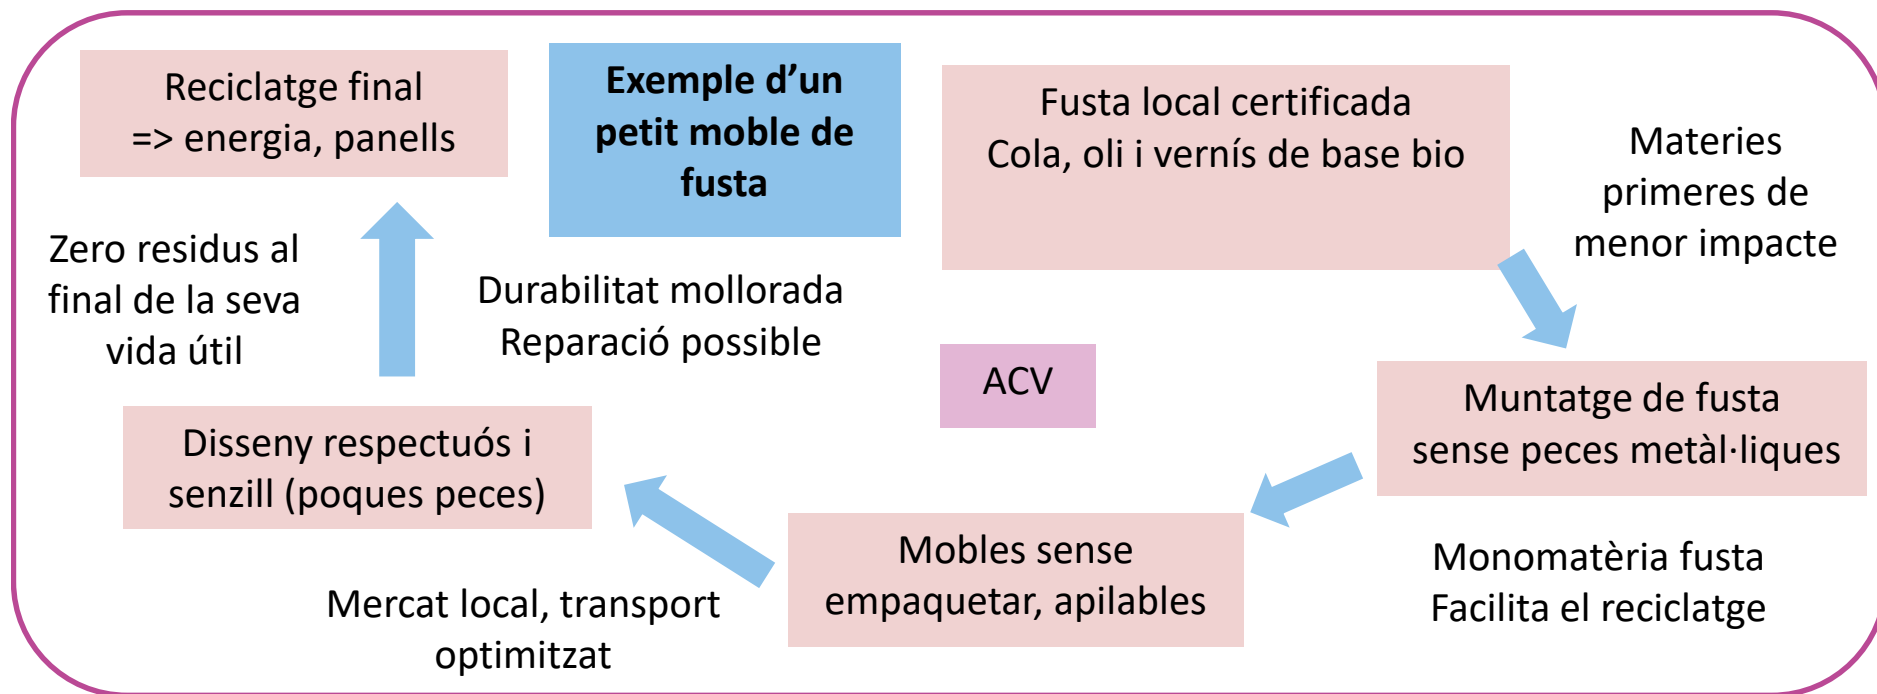 Reciclatge final
=> energia, panells
Exemple d’un
petit moble de
fusta
Fusta local certificada
Cola, oli i vernís de base bio
Materies
primeres de
menor impacte
Zero residus al
final de la seva
vida útil
Durabilitat mollorada
Reparació possible
ACV
Muntatge de fusta
sense peces metàl·liques
Disseny respectuós i
senzill (poques peces)
Mobles sense
empaquetar, apilables
Monomatèria fusta
Facilita el reciclatge
Mercat local, transport
optimitzat